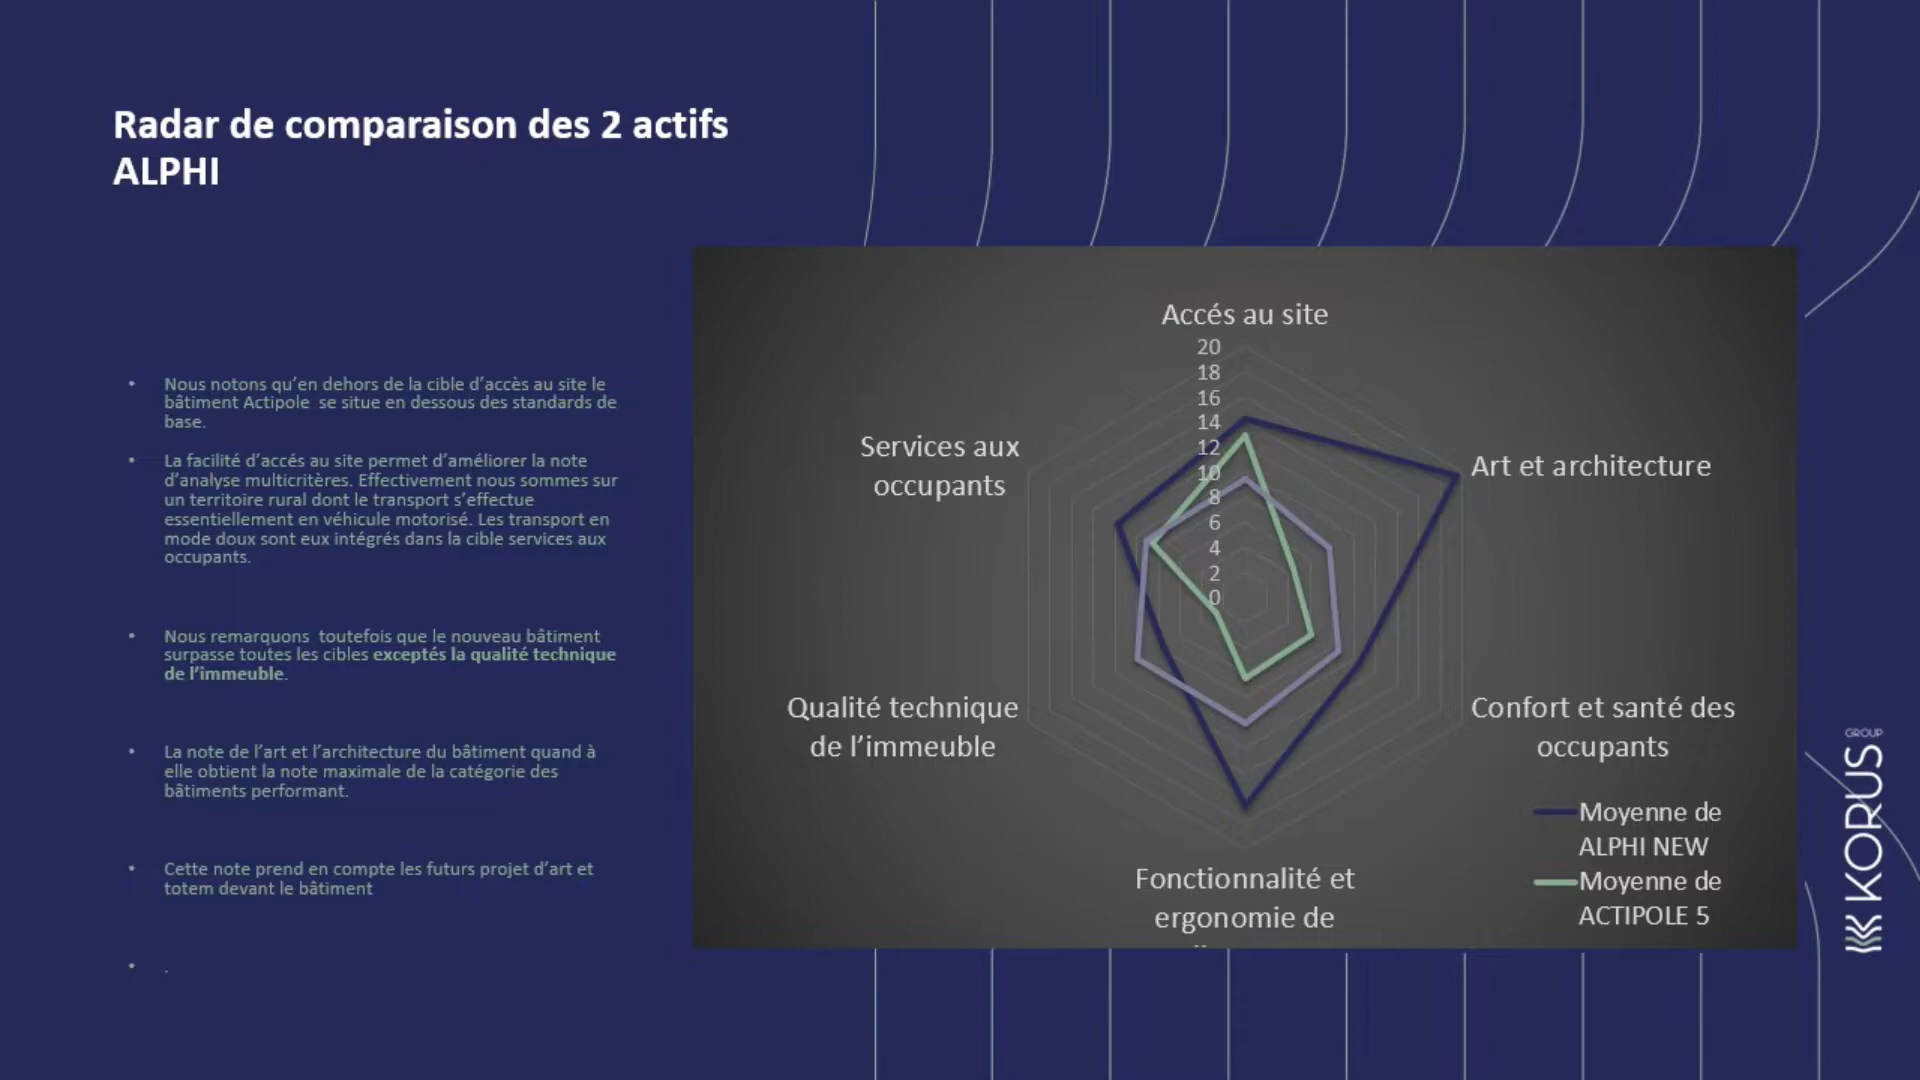 Radar de comparaison des 2 actifs
ALPHI
• Nous notons qu'en dehors de la cible d'accès au site le
bâtiment Actipole se situe en dessous des standards de
base.
• La facilité d'accés au site permet d'améliorer la note
d'analyse multicritères. Effectivement nous sommes sur
un territoire rural dont le transport s'effectue
essentiellement en véhicule motorisé. Les transport en
mode doux sont eux intégrés dans la cible services aux
occupants.
• Nous remarquons toutefois que le nouveau bâtiment
surpasse toutes les cibles exceptés la qualité technique
de l'immeuble.
• La note de l'art et l'architecture du bâtiment quand à
elle obtient la note maximale de la catégorie des
bâtiments performant.
• Cette note prend en compte les futurs projet d'art et
totem devant le bâtiment
• .
Accés au site
20
18
16
14
12
10
8
6
4
2
0
Services aux
occupants
Art et architecture
Qualité technique
de l'immeuble
Confort et santé des
occupants
Fonctionnalité et
ergonomie de
Moyenne de
ALPHI NEW
Moyenne de
ACTIPOLE 5
GROUP
KORUS